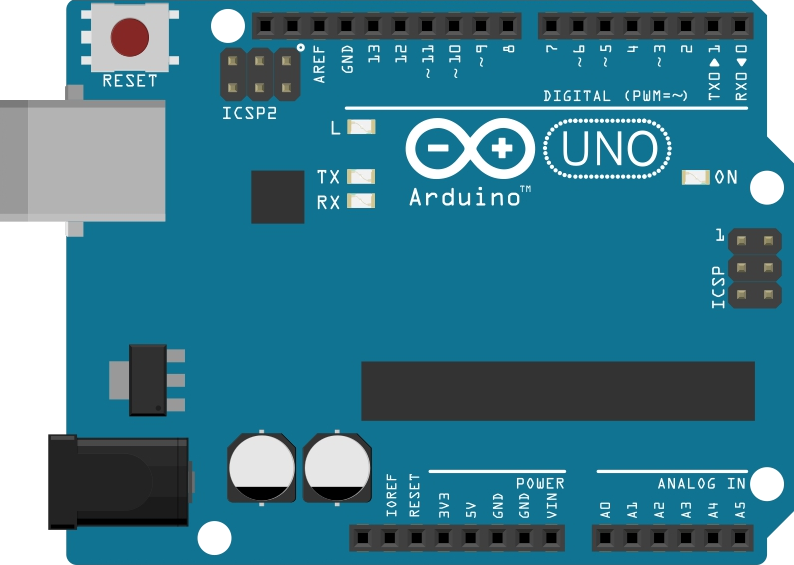 RESET
AREF
GND
13
12
~11
~10
~9
8
7
~6
~5
4
~3
2
TX0▶1
RX0◀0
ICSP2
DIGITAL (PWM=~)
L
TX
RX
UNO
Arduino™
ON
1
ICSP
POWER
ANALOG IN
IOREF
RESET
3V3
5V
GND
GND
VIN
A0
A1
A2
A3
A4
A5